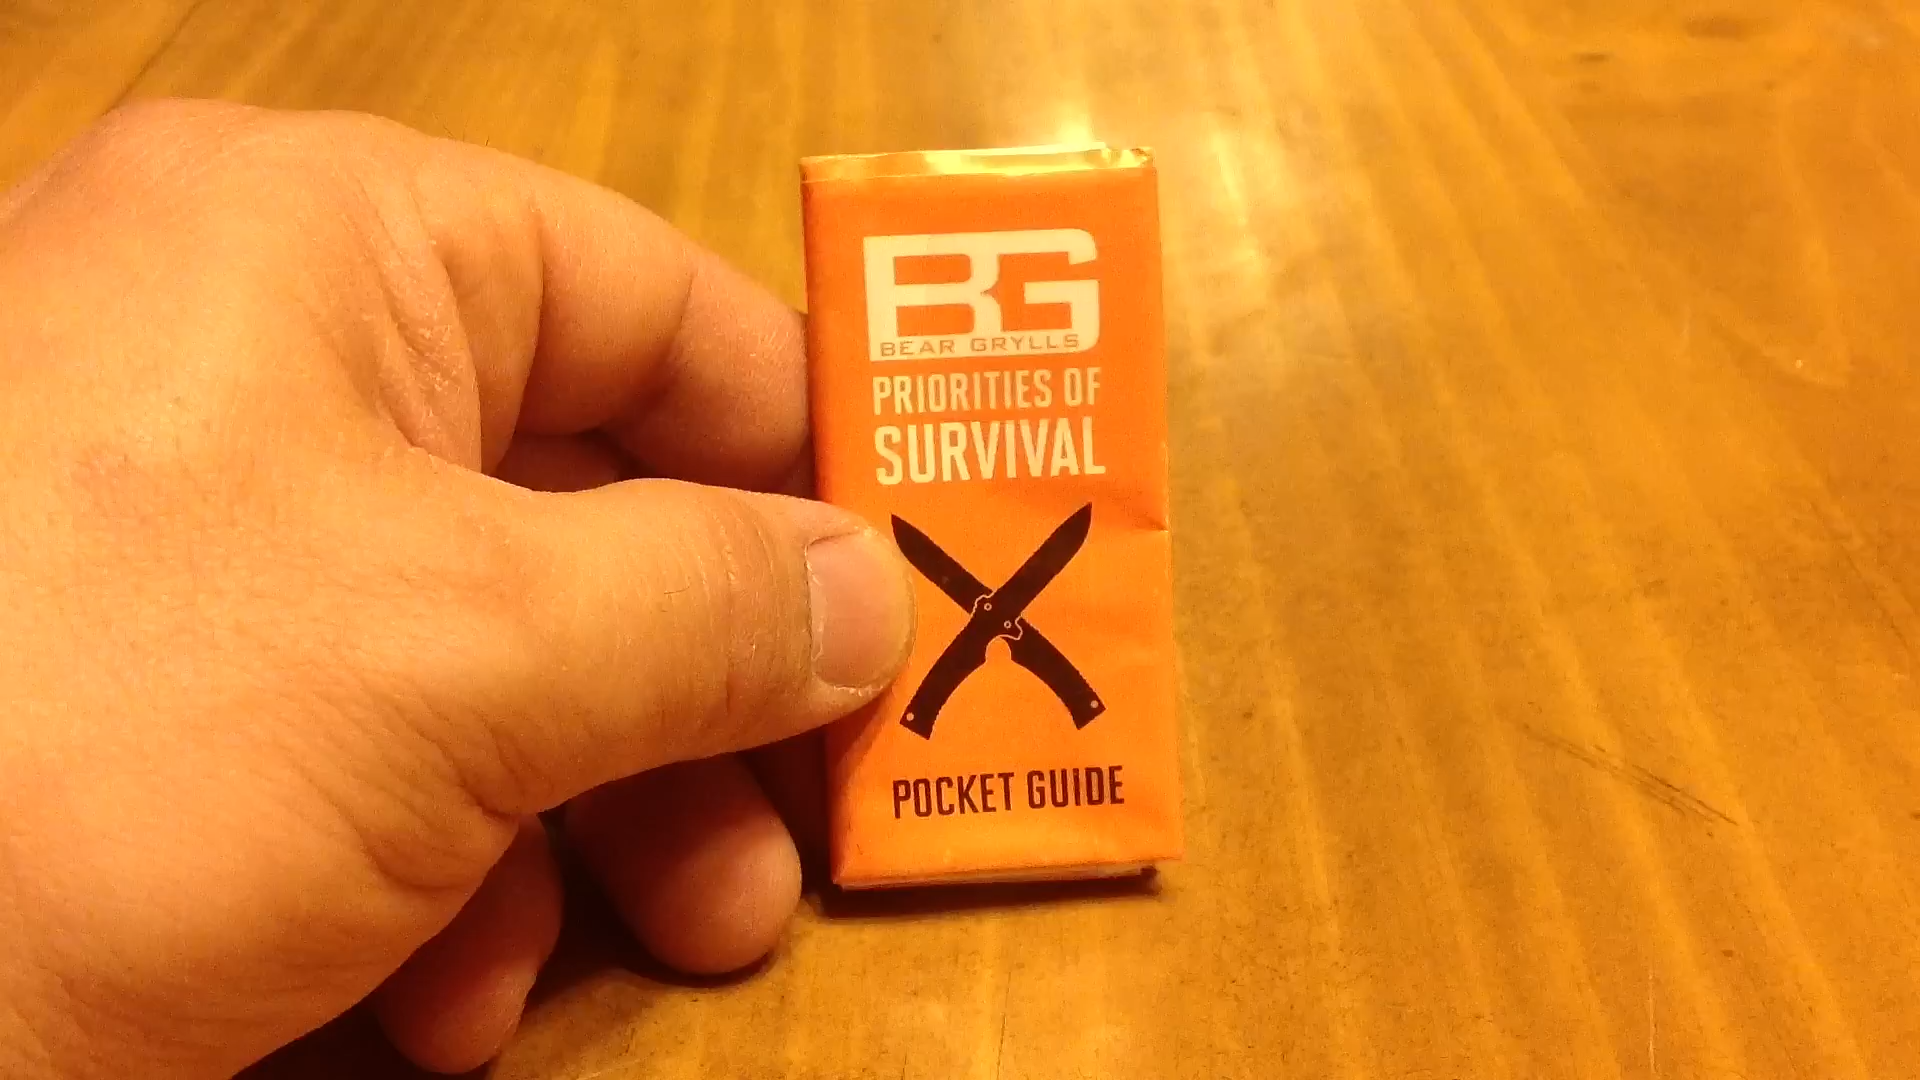 BG
BEAR GRYLLS
PRIORITIES OF
SURVIVAL
POCKET GUIDE